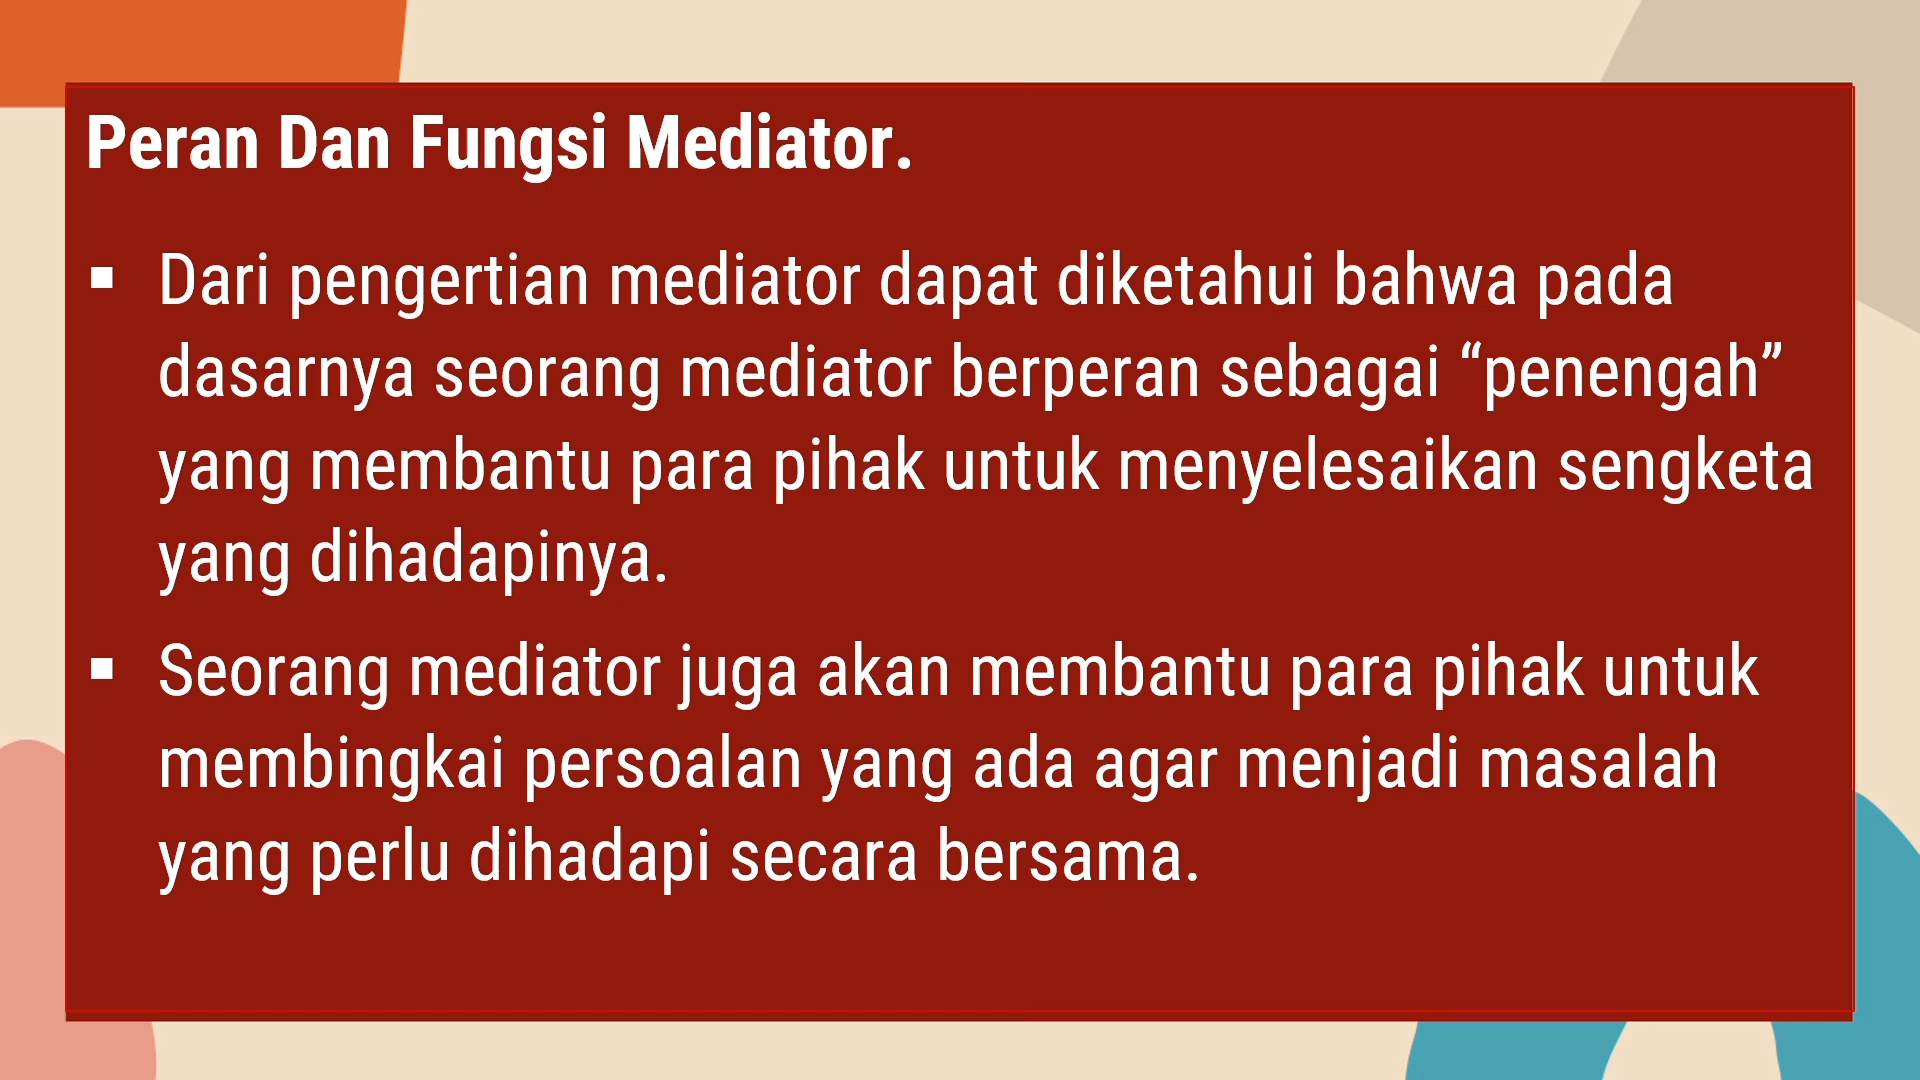 Peran Dan Fungsi Mediator.
▪ Dari pengertian mediator dapat diketahui bahwa pada
dasarnya seorang mediator berperan sebagai “penengah”
yang membantu para pihak untuk menyelesaikan sengketa
yang dihadapinya.
▪ Seorang mediator juga akan membantu para pihak untuk
membingkai persoalan yang ada agar menjadi masalah
yang perlu dihadapi secara bersama.